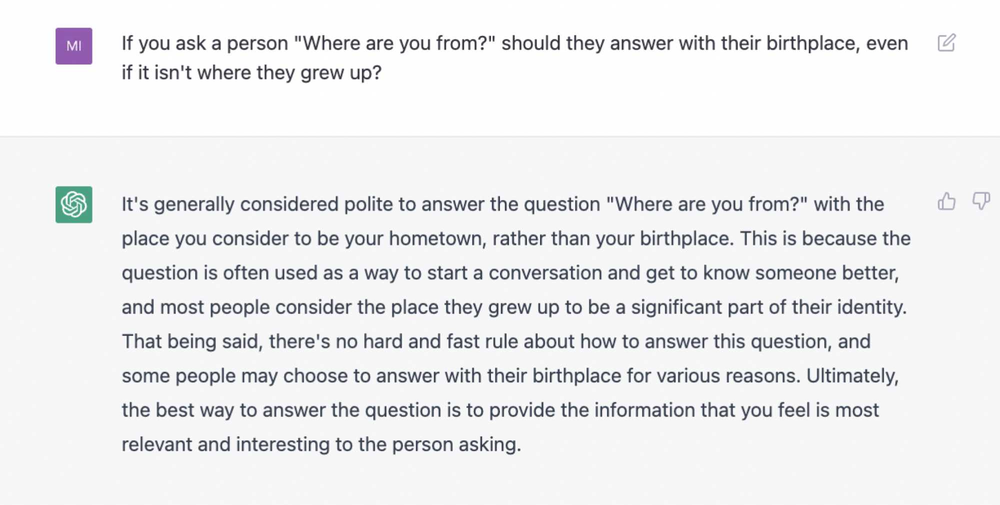 MI
If you ask a person "Where are you from?" should they answer with their birthplace, even
if it isn't where they grew up?
It's generally considered polite to answer the question "Where are you from?" with the
place you consider to be your hometown, rather than your birthplace. This is because the
question is often used as a way to start a conversation and get to know someone better,
and most people consider the place they grew up to be a significant part of their identity.
That being said, there's no hard and fast rule about how to answer this question, and
some people may choose to answer with their birthplace for various reasons. Ultimately,
the best way to answer the question is to provide the information that you feel is most
relevant and interesting to the person asking.